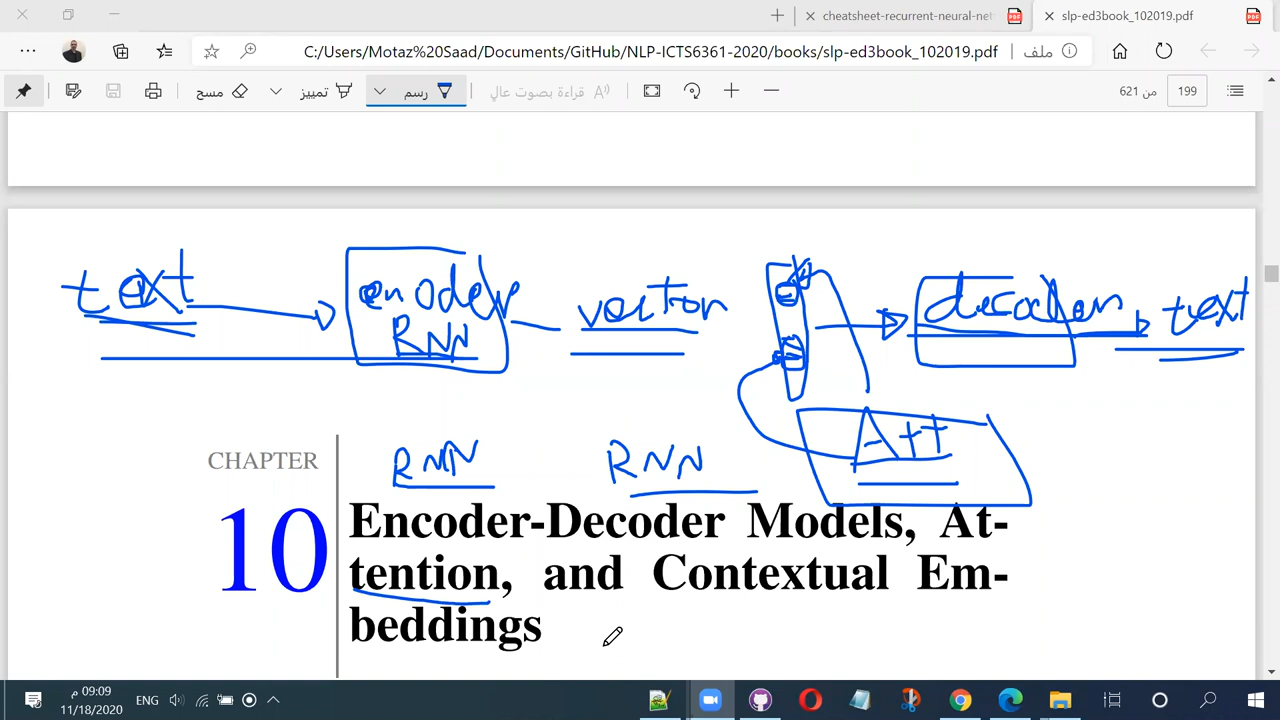 cheatsheet-recurrent-neural-net
slp-ed3book_102019.pdf
C:/Users/Motaz%20Saad/Documents/GitHub/NLP-ICTS6361-2020/books/slp-ed3book_102019.pdf
ملف
مسح
تمييز
رسم
قراءة بصوت عالٍ
من 621
199
text
enoder
RNN
vector
decoder
text
Att
RNN
RNN
CHAPTER
10
Encoder-Decoder Models, At-
tention, and Contextual Em-
beddings
09:09 م
11/18/2020
ENG